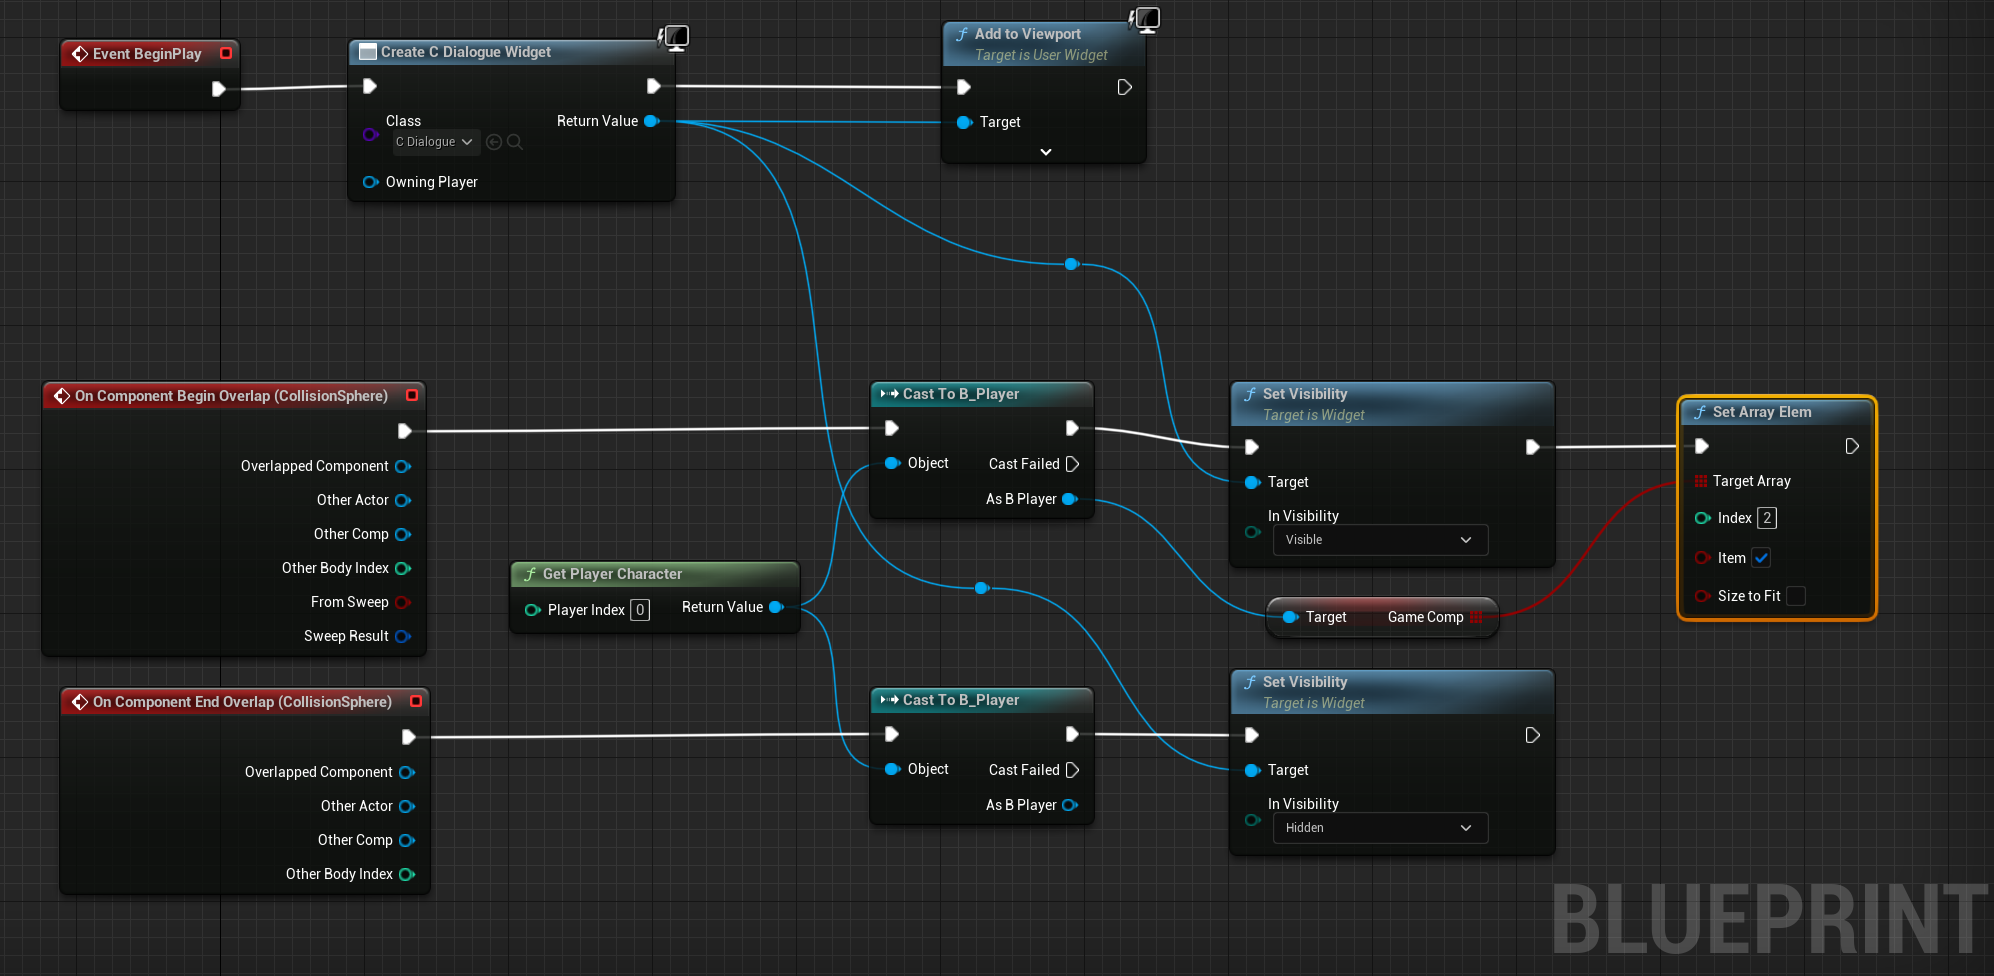 Event BeginPlay
Create C Dialogue Widget
Class
C Dialogue
Return Value
Owning Player
Add to Viewport
Target is User Widget
Target
On Component Begin Overlap (CollisionSphere)
Overlapped Component
Other Actor
Other Comp
Other Body Index
From Sweep
Sweep Result
Get Player Character
Player Index 0
Return Value
Cast To B_Player
Object
Cast Failed
As B Player
Set Visibility
Target is Widget
Target
In Visibility
Visible
Target Game Comp
Set Array Elem
Target Array
Index 2
Item
Size to Fit
On Component End Overlap (CollisionSphere)
Overlapped Component
Other Actor
Other Comp
Other Body Index
Cast To B_Player
Object
Cast Failed
As B Player
Set Visibility
Target is Widget
Target
In Visibility
Hidden
BLUEPRINT